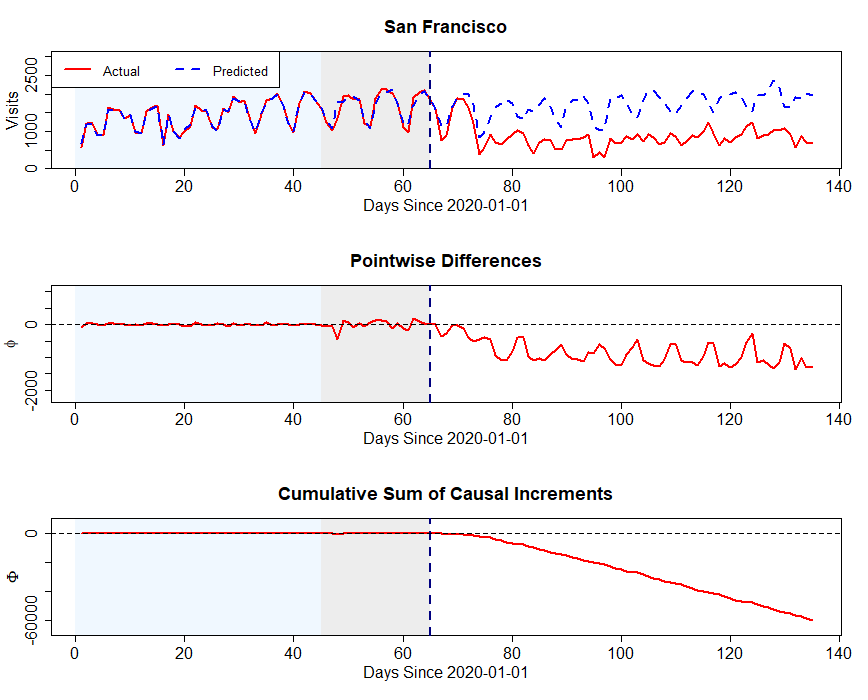 San Francisco
Actual
Predicted
Visits
0 1000 2500
0 20 40 60 80 100 120 140
Days Since 2020-01-01
Pointwise Differences
ϕ
-2000 0
0 20 40 60 80 100 120 140
Days Since 2020-01-01
Cumulative Sum of Causal Increments
Φ
-60000 0
0 20 40 60 80 100 120 140
Days Since 2020-01-01